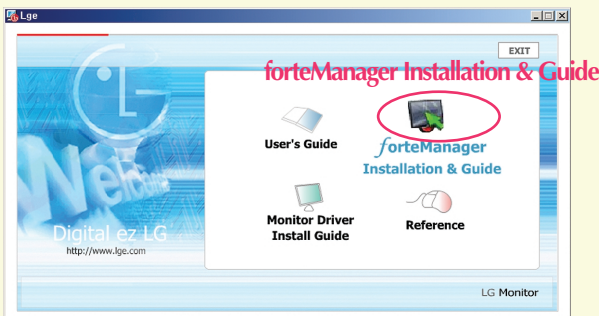 Lge
EXIT
forteManager Installation & Guide
User's Guide
forteManager
Installation & Guide
Monitor Driver
Install Guide
Reference
Welcome
Digital ez LG
http://www.lge.com
LG Monitor